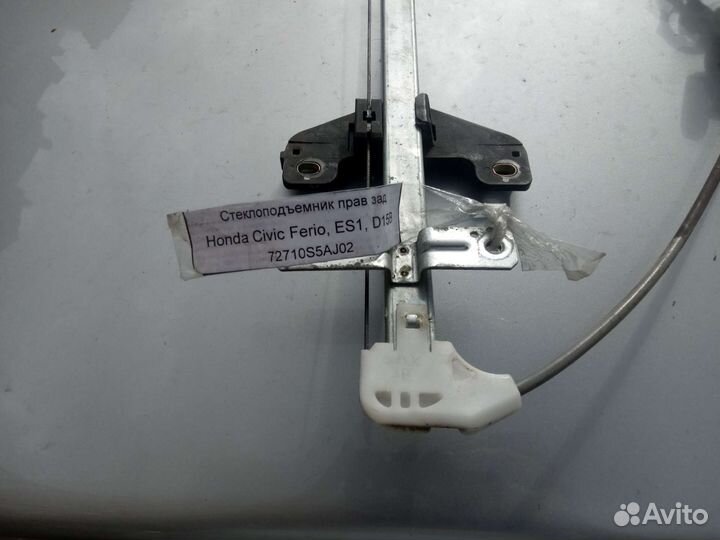 Стеклоподъемник прав зад
Honda Civic Ferio, ES1, D15B
72710S5AJ02
Avito